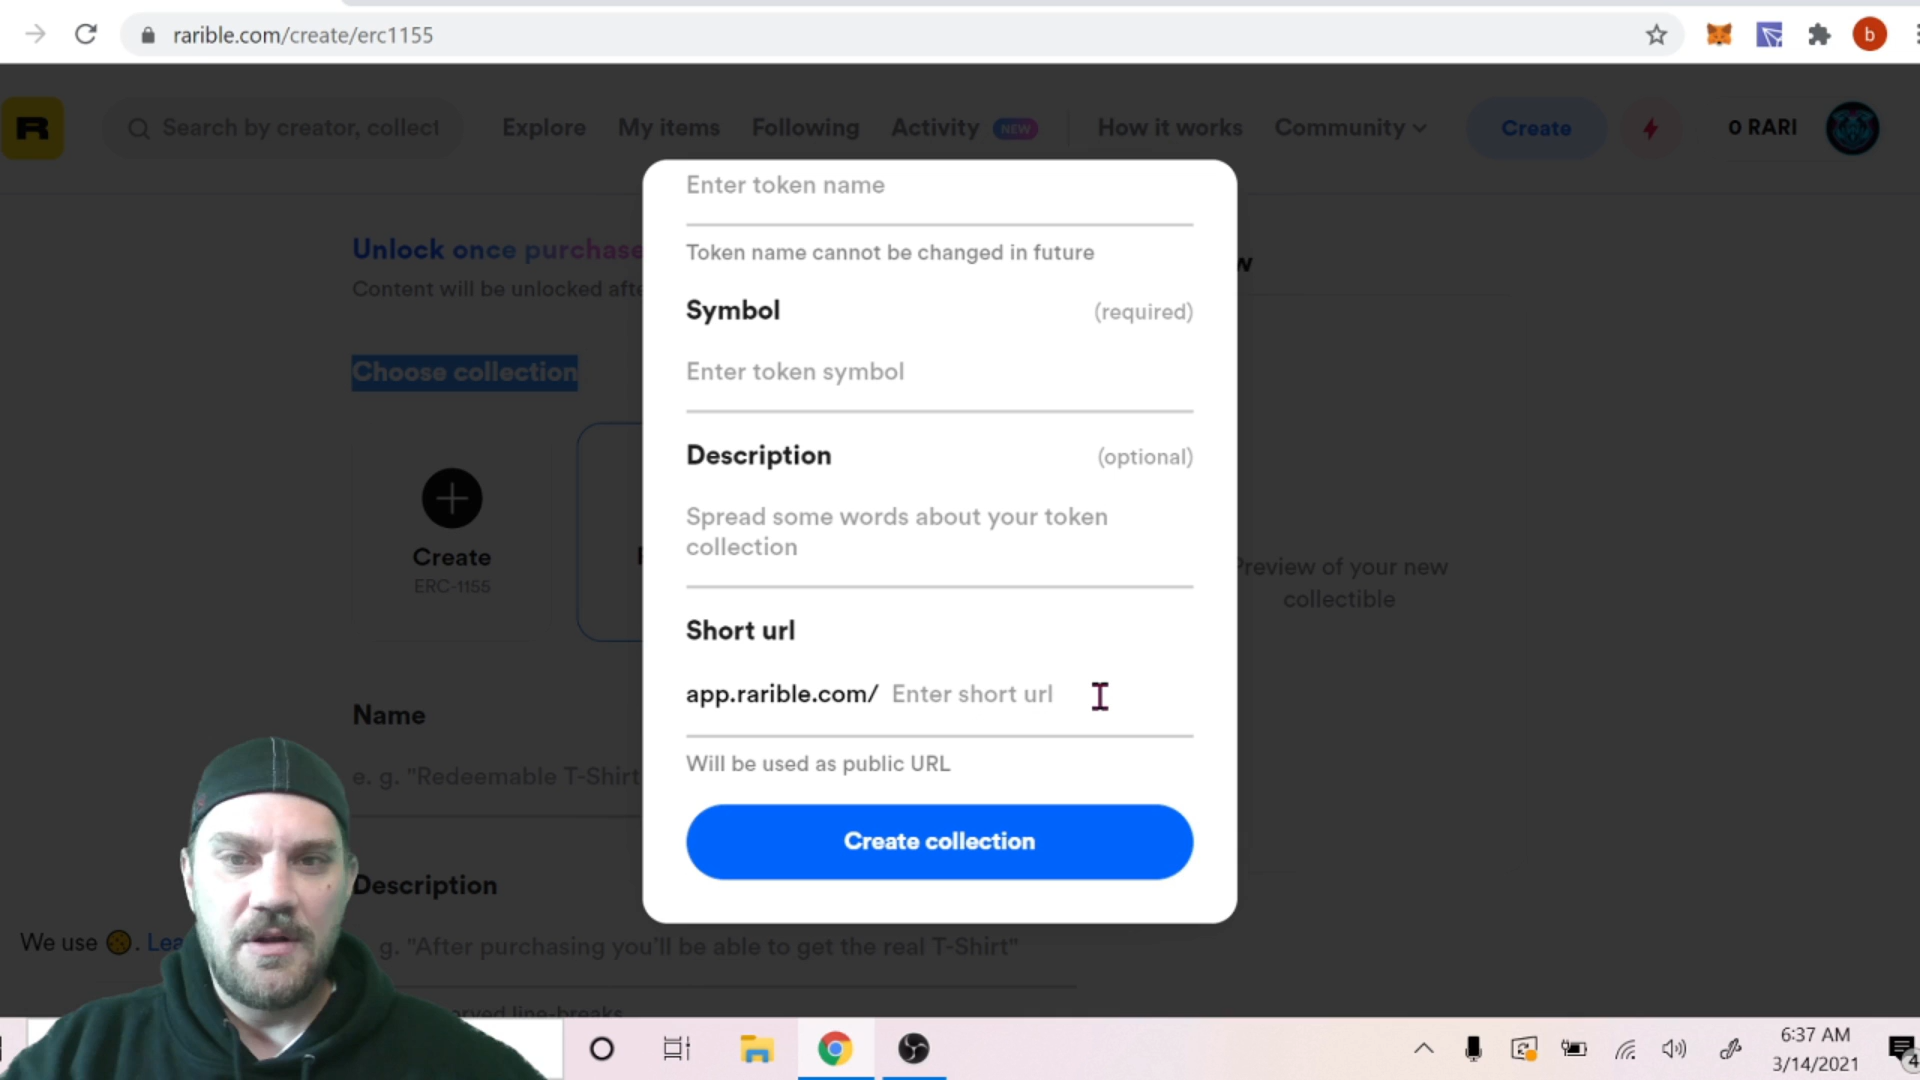 rarible.com/create/erc1155
b
R
Search by creator, collect
Explore
My items
Following
Activity NEW
How it works
Community
Create
0 RARI
Enter token name
Token name cannot be changed in future
Symbol (required)
Enter token symbol
Description (optional)
Spread some words about your token
collection
Short url
app.rarible.com/ Enter short url
Will be used as public URL
Create collection
Unlock once purchase
Content will be unlocked afte
Choose collection
Create
ERC-1155
w
Preview of your new
collectible
Name
e. g. "Redeemable T-Shirt
Description
g. "After purchasing you'll be able to get the real T-Shirt"
erved line-breaks
We use . Lea
6:37 AM
3/14/2021
4